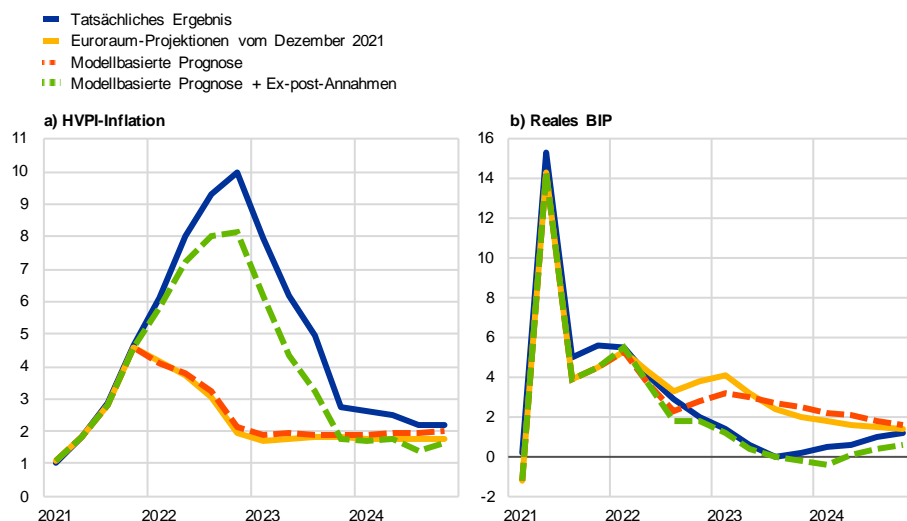 Tatsächliches Ergebnis
Euroraum-Projektionen vom Dezember 2021
Modellbasierte Prognose
Modellbasierte Prognose + Ex-post-Annahmen
a) HVPI-Inflation
11
10
9
8
7
6
5
4
3
2
1
0
2021 2022 2023 2024
b) Reales BIP
16
14
12
10
8
6
4
2
0
-2
2021 2022 2023 2024